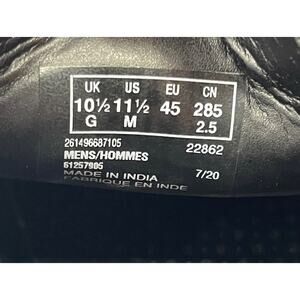 UK US EU CN
10½ 11½ 45 285
G M 2.5
261496687105 22862
MENS/HOMMES
61257905
MADE IN INDIA 7/20
FABRIQUE EN INDE